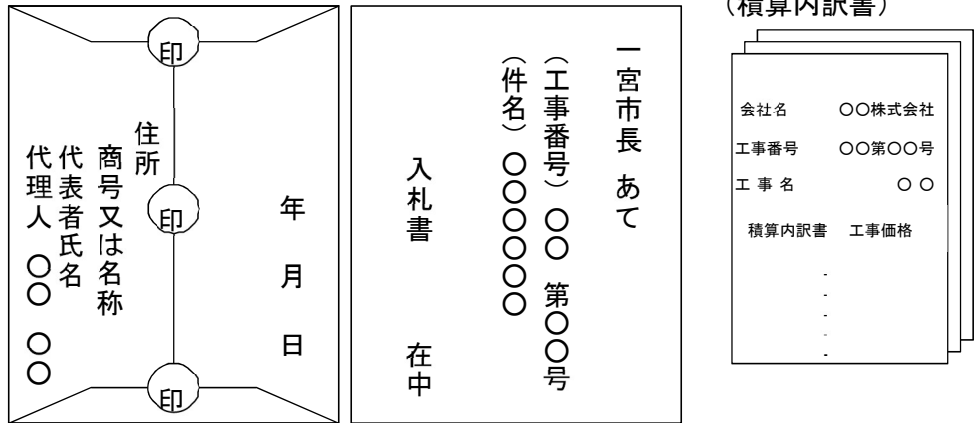 印
年　月　日
印
住所
商号又は名称
代表者氏名
代理人　〇〇　〇〇
印
一宮市長　あて
（工事番号）〇〇　第〇〇号
（件名）〇〇〇〇〇〇〇
入札書　　在中
（積算内訳書）
会社名　〇〇株式会社
工事番号　〇〇第〇〇号
工 事 名　〇 〇
積算内訳書　工事価格